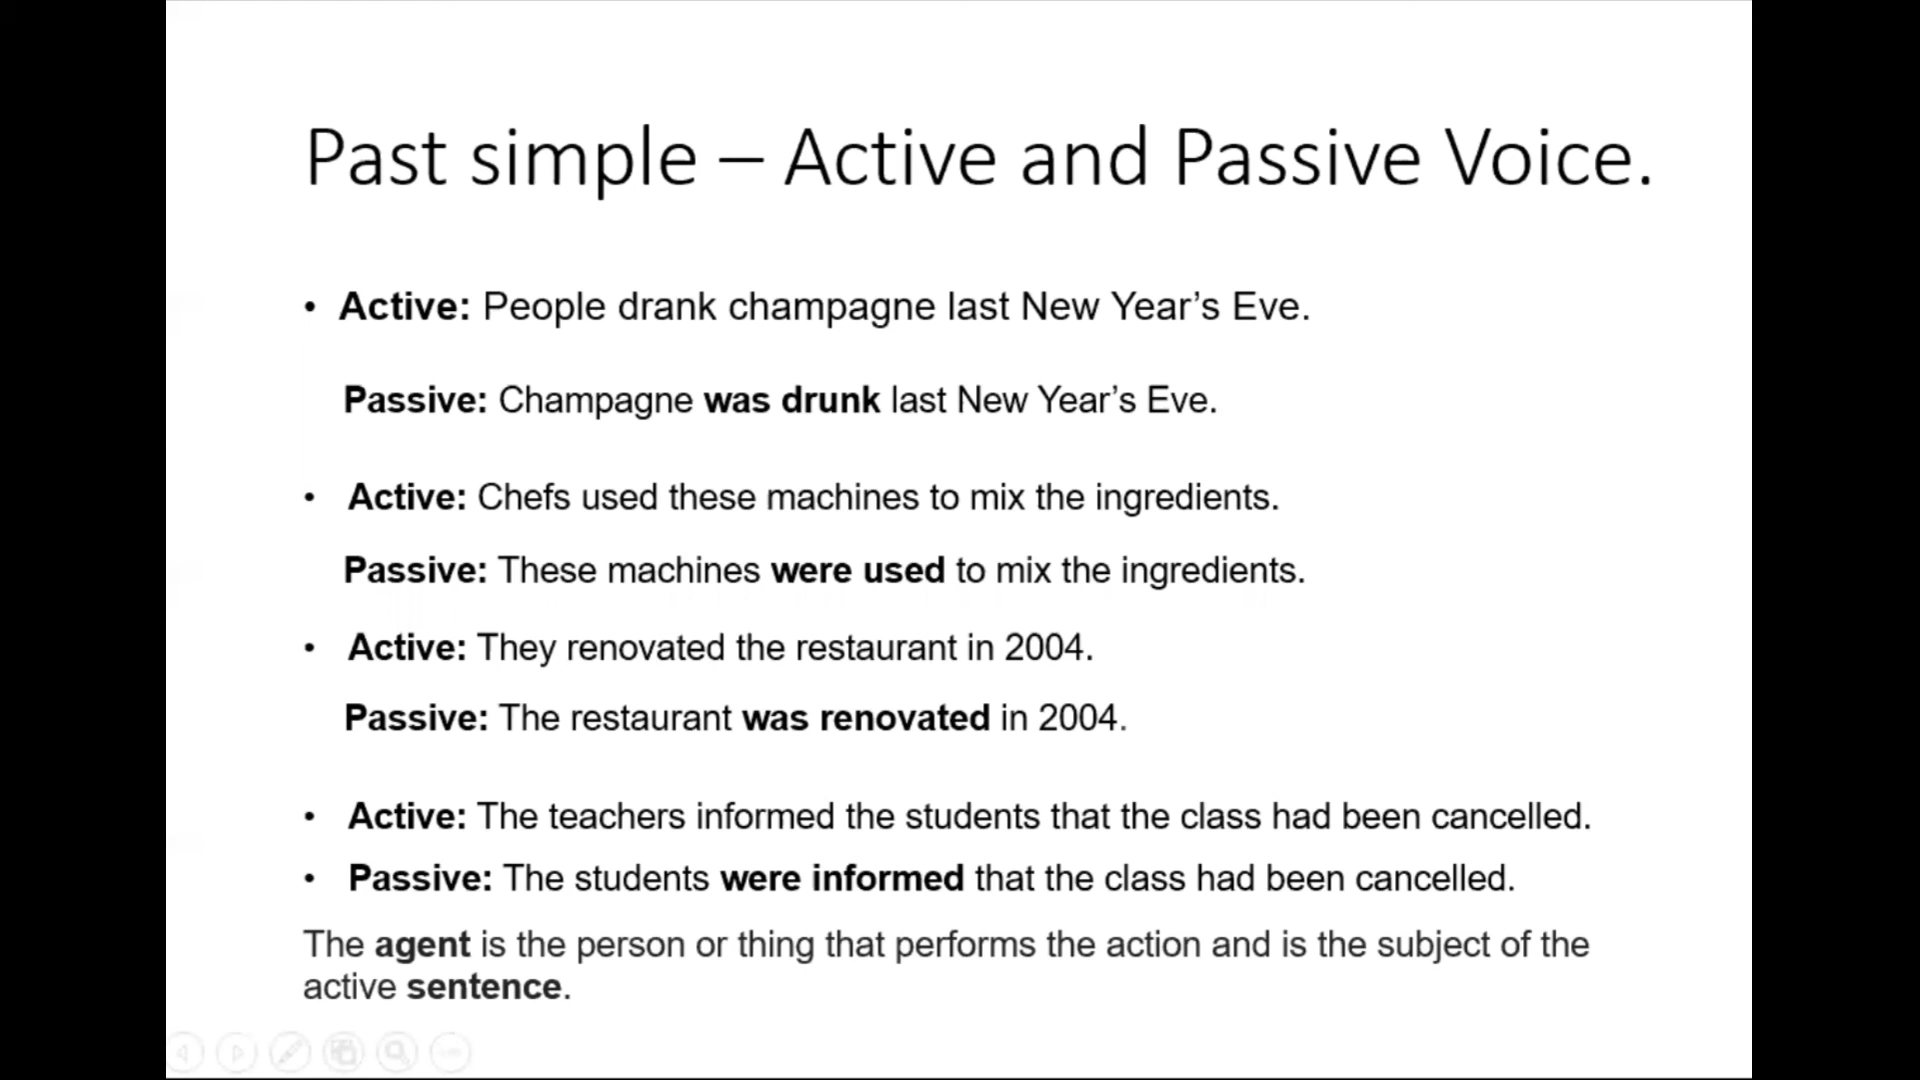 Past simple – Active and Passive Voice.
• Active: People drank champagne last New Year’s Eve.
Passive: Champagne was drunk last New Year’s Eve.
• Active: Chefs used these machines to mix the ingredients.
Passive: These machines were used to mix the ingredients.
• Active: They renovated the restaurant in 2004.
Passive: The restaurant was renovated in 2004.
• Active: The teachers informed the students that the class had been cancelled.
• Passive: The students were informed that the class had been cancelled.
The agent is the person or thing that performs the action and is the subject of the
active sentence.